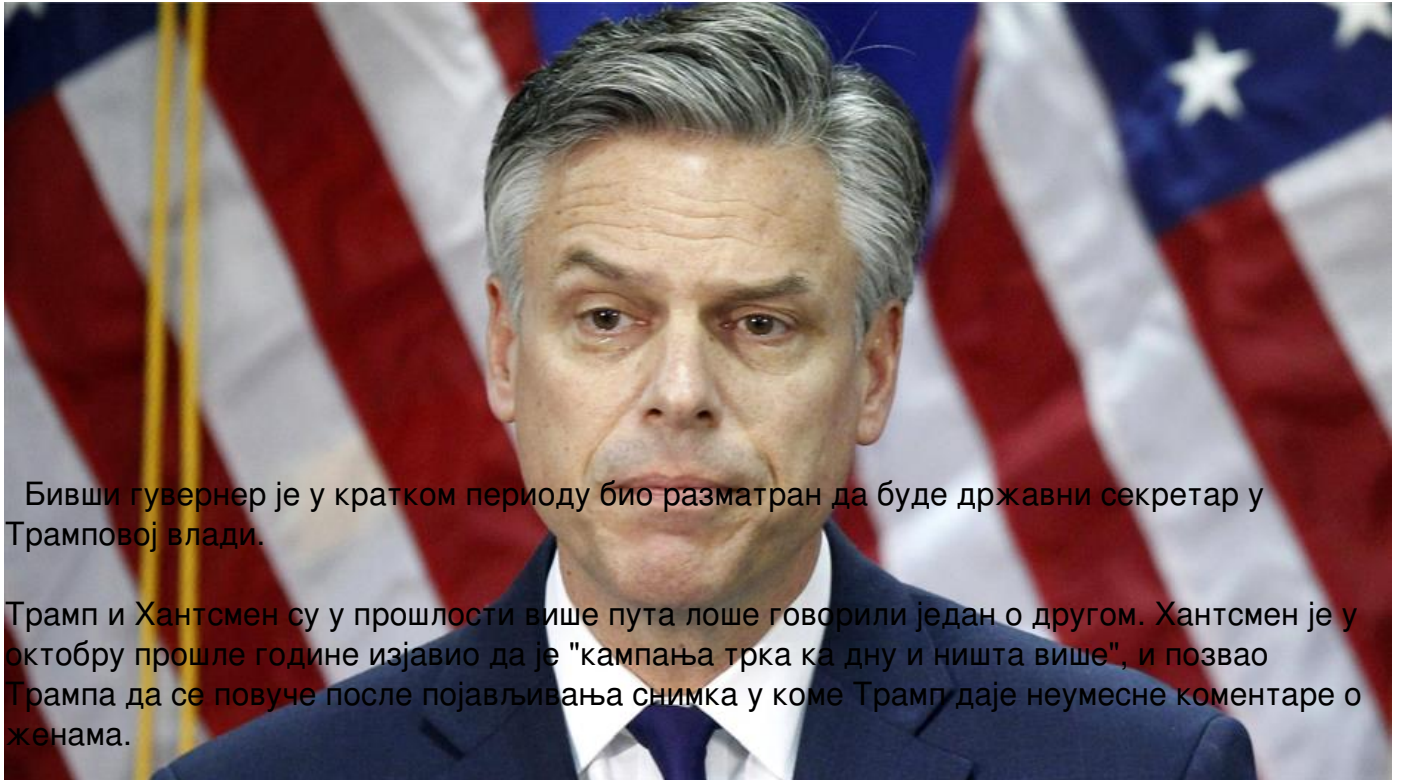 Бивши гувернер је у кратком периоду био разматран да буде државни секретар у
Трамповој влади.
Трамп и Хантсмен су у прошлости више пута лоше говорили један о другом. Хантсмен је у
октобру прошле године изјавио да је "кампања трка ка дну и ништа више", и позвао
Трампа да се повуче после појављивања снимка у коме Трамп даје неумесне коментаре о
женама.